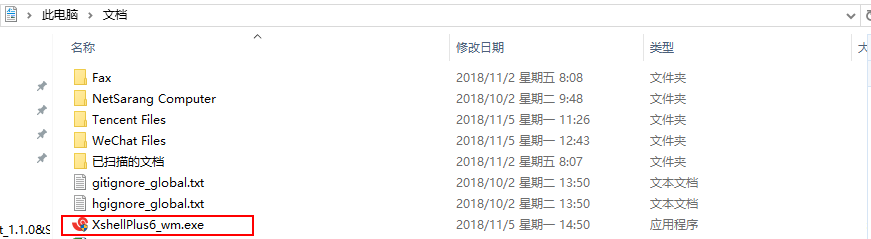 此电脑 › 文档
名称 修改日期 类型 大
Fax 2018/11/2 星期五 8:08 文件夹
NetSarang Computer 2018/10/2 星期二 9:48 文件夹
Tencent Files 2018/11/5 星期一 11:26 文件夹
WeChat Files 2018/11/5 星期一 12:43 文件夹
已扫描的文档 2018/11/2 星期五 8:07 文件夹
gitignore_global.txt 2018/10/2 星期二 13:50 文本文档
hgignore_global.txt 2018/10/2 星期二 13:50 文本文档
t_1.1.0&9 XshellPlus6_wm.exe 2018/11/5 星期一 14:50 应用程序